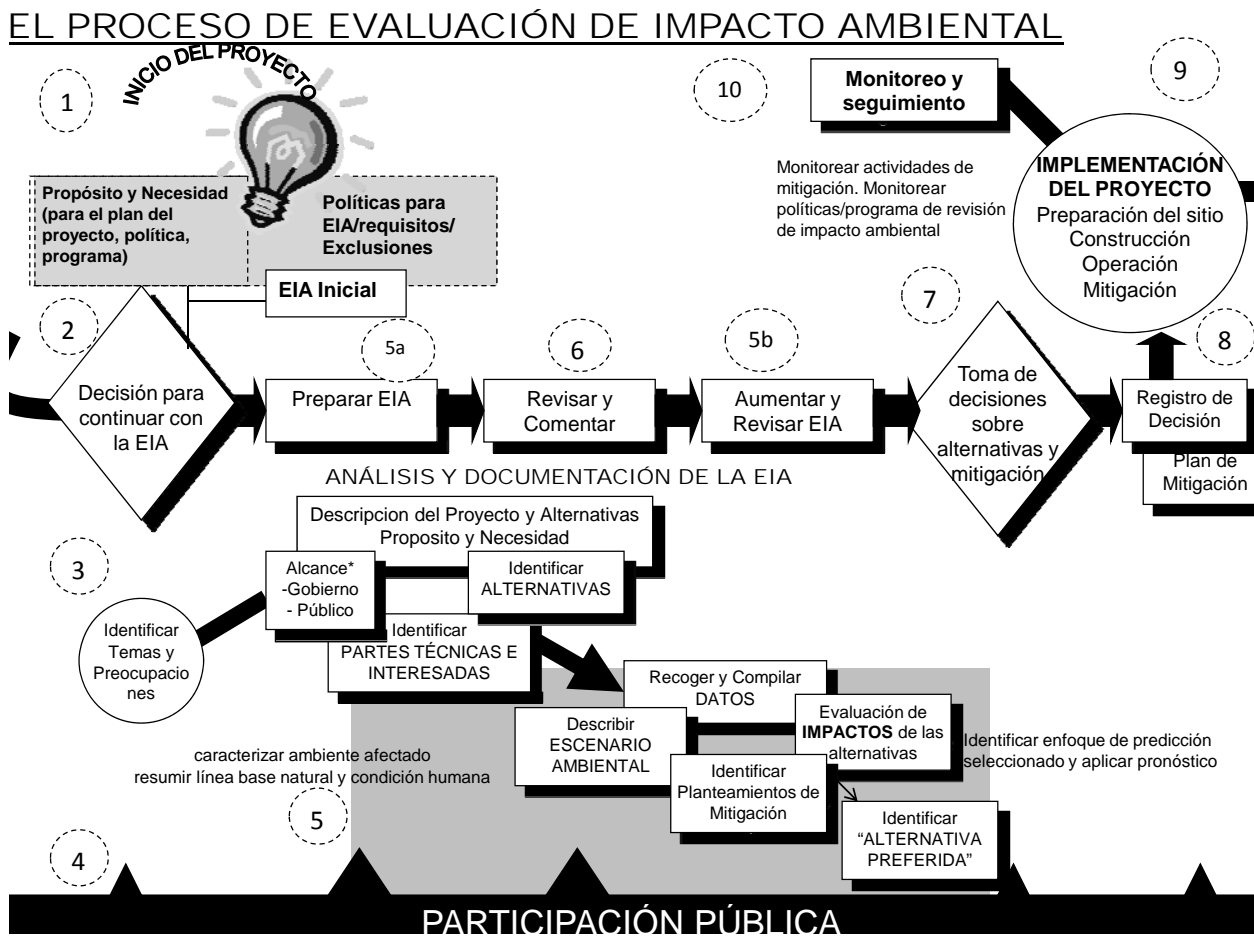 EL PROCESO DE EVALUACIÓN DE IMPACTO AMBIENTAL
1
INICIO DEL PROYECTO
Propósito y Necesidad
(para el plan del
proyecto, política,
programa)
Políticas para
EIA/requisitos/
Exclusiones
EIA Inicial
10
Monitoreo y
seguimiento
Monitorear actividades de
mitigación. Monitorear
políticas/programa de revisión
de impacto ambiental
9
IMPLEMENTACIÓN
DEL PROYECTO
Preparación del sitio
Construcción
Operación
Mitigación
2
Decisión para
continuar con
la EIA
5a
Preparar EIA
6
Revisar y
Comentar
5b
Aumentar y
Revisar EIA
7
Toma de
decisiones
sobre
alternativas y
mitigación
8
Registro de
Decisión
Plan de
Mitigación
ANÁLISIS Y DOCUMENTACIÓN DE LA EIA
Descripcion del Proyecto y Alternativas
Proposito y Necesidad
3
Identificar
Temas y
Preocupacio
nes
Alcance*
-Gobierno
- Público
Identificar
ALTERNATIVAS
Identificar
PARTES TÉCNICAS E
INTERESADAS
Recoger y Compilar
DATOS
Describir
ESCENARIO
AMBIENTAL
Evaluación de
IMPACTOS de las
alternativas
Identificar
Planteamientos de
Mitigación
Identificar enfoque de predicción
seleccionado y aplicar pronóstico
caracterizar ambiente afectado
resumir línea base natural y condición humana
5
Identificar
“ALTERNATIVA
PREFERIDA”
4
PARTICIPACIÓN PÚBLICA